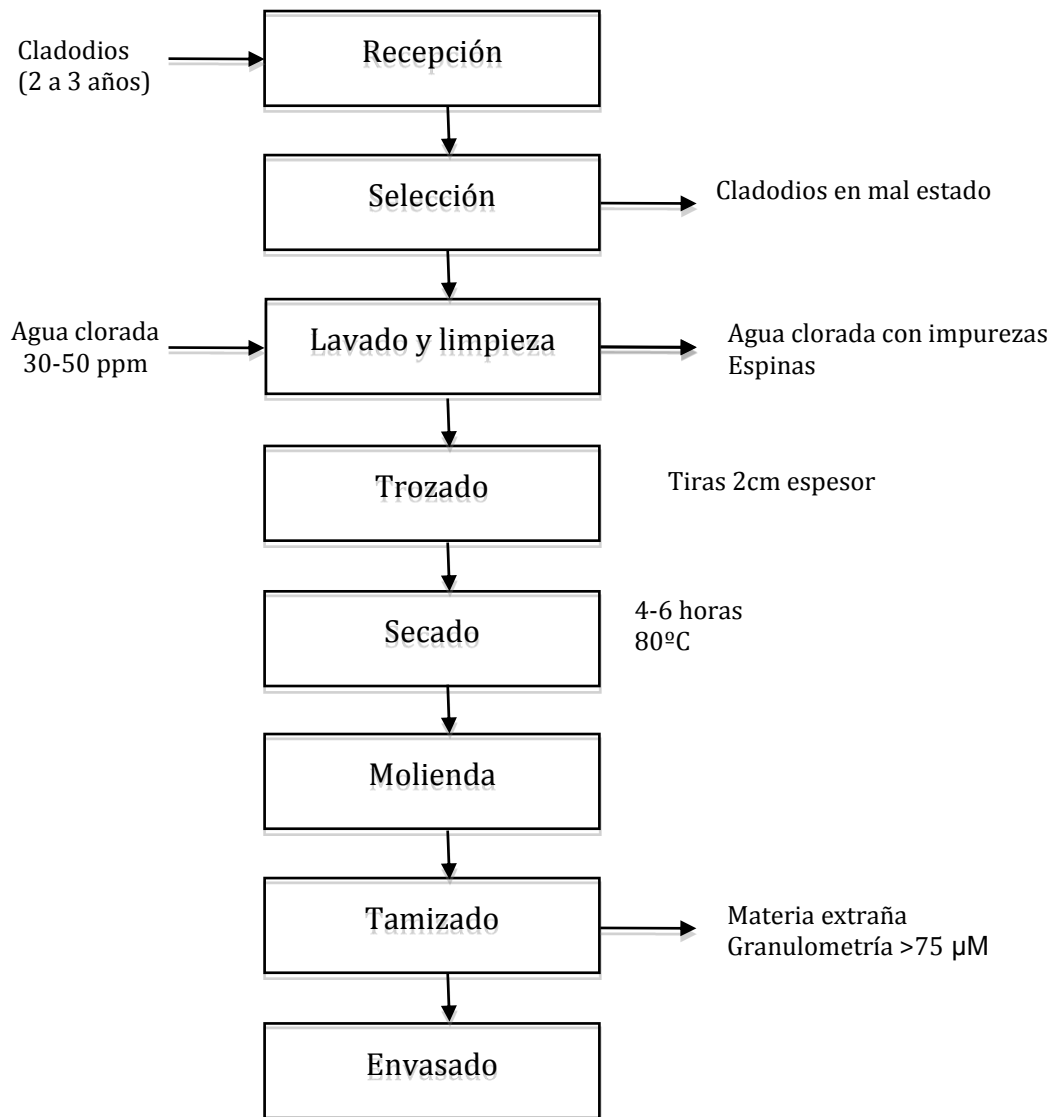 Cladodios
(2 a 3 años)
Recepción
Selección
Cladodios en mal estado
Agua clorada
30-50 ppm
Lavado y limpieza
Agua clorada con impurezas
Espinas
Trozado
Tiras 2cm espesor
Secado
4-6 horas
80ºC
Molienda
Tamizado
Materia extraña
Granulometría >75 µM
Envasado